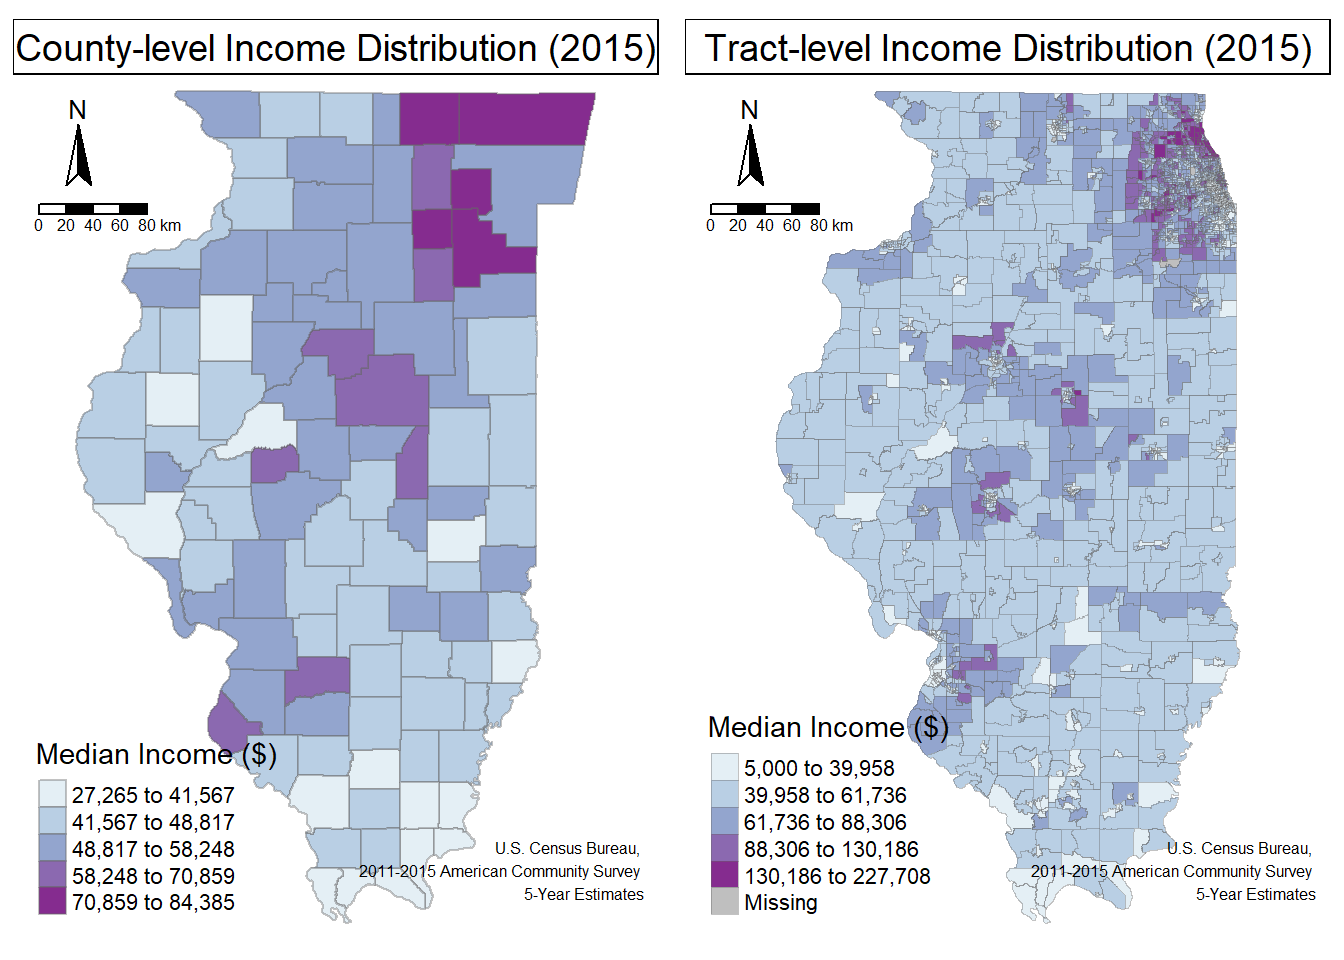 County-level Income Distribution (2015)
N
0 20 40 60 80 km
Median Income ($)
27,265 to 41,567
41,567 to 48,817
48,817 to 58,248
58,248 to 70,859
70,859 to 84,385
U.S. Census Bureau,
2011-2015 American Community Survey
5-Year Estimates
Tract-level Income Distribution (2015)
N
0 20 40 60 80 km
Median Income ($)
5,000 to 39,958
39,958 to 61,736
61,736 to 88,306
88,306 to 130,186
130,186 to 227,708
Missing
U.S. Census Bureau,
2011-2015 American Community Survey
5-Year Estimates